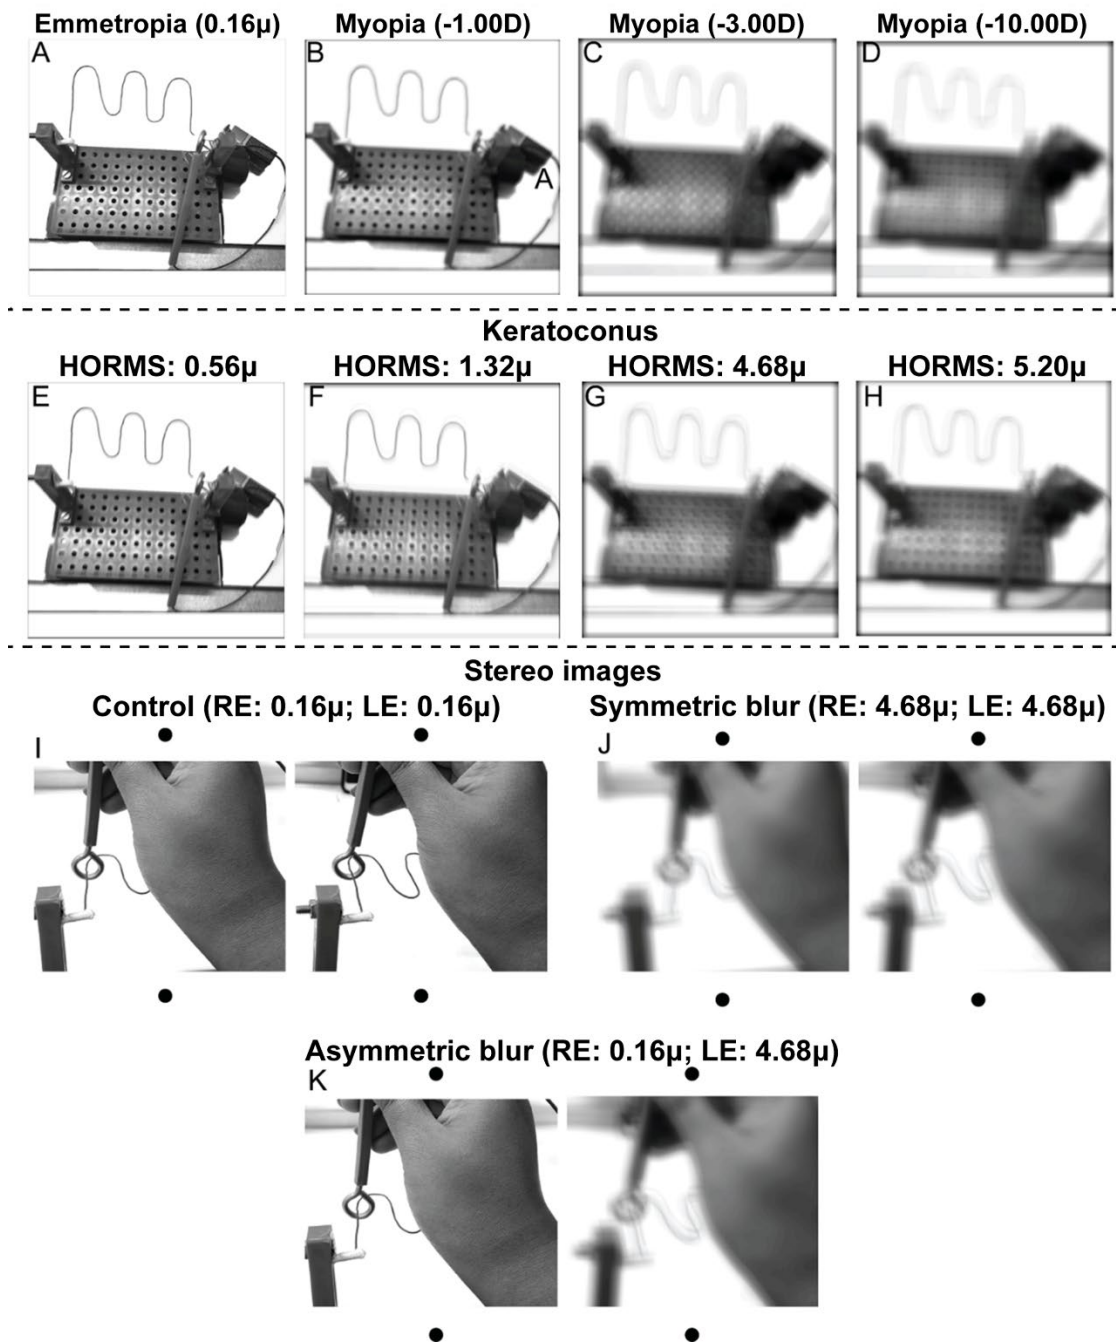 Emmetropia (0.16µ) Myopia (-1.00D) Myopia (-3.00D) Myopia (-10.00D)
A B C D
A
Keratoconus
HORMS: 0.56µ HORMS: 1.32µ HORMS: 4.68µ HORMS: 5.20µ
E F G H
Stereo images
Control (RE: 0.16µ; LE: 0.16µ) Symmetric blur (RE: 4.68µ; LE: 4.68µ)
I J
Asymmetric blur (RE: 0.16µ; LE: 4.68µ)
K